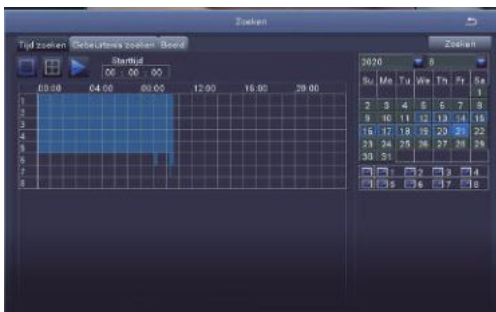 Zoeken
Tijd zoeken Gebeurtenis zoeken Beeld
Zoeken
Starttijd
00 : 00 : 00
2020 8
00:00 04:00 08:00 12:00 16:00 20:00
Su Mo Tu We Th Fr Sa
1
2 3 4 5 6 7 8
9 10 11 12 13 14 15
16 17 18 19 20 21 22
23 24 25 26 27 28 29
30 31
1
2
3
4
5
6
7
8
1 2 3 4
5 6 7 8